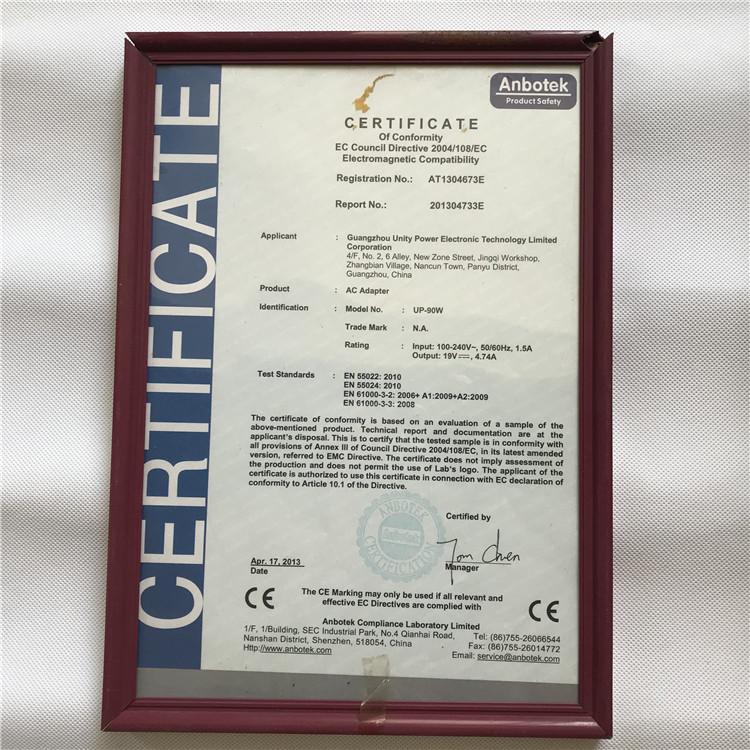 CERTIFICATE
Anbotek
Product Safety
CERTIFICATE
Of Conformity
EC Council Directive 2004/108/EC
Electromagnetic Compatibility
Registration No.: AT1304673E
Report No.: 201304733E
Applicant : Guangzhou Unity Power Electronic Technology Limited
Corporation
4/F, No. 2, 6 Alley, New Zone Street, Jingqi Workshop,
Zhangbian Village, Nancun Town, Panyu District,
Guangzhou, China
Product : AC Adapter
Identification : Model No. : UP-90W
Trade Mark : N.A.
Rating : Input: 100-240V~, 50/60Hz, 1.5A
Output: 19V⎓, 4.74A
Test Standards : EN 55022: 2010
EN 55024: 2010
EN 61000-3-2: 2006+ A1:2009+A2:2009
EN 61000-3-3: 2008
The certificate of conformity is based on an evaluation of a sample of the
above-mentioned product. Technical report and documentation are at the
applicant's disposal. This is to certify that the tested sample is in conformity with
all provisions of Annex III of Council Directive 2004/108/EC, in its latest amended
version, referred to EMC Directive. The certificate does not imply assessment of
the production and does not permit the use of Lab's logo. The applicant of the
certificate is authorized to use this certificate in connection with EC declaration of
conformity to Article 10.1 of the Directive.
ANBOTEK
Anbotek
CERTIFICATION
Certified by
Tom Chen
Manager
Apr. 17, 2013
Date
CE
The CE Marking may only be used if all relevant and
effective EC Directives are complied with
CE
Anbotek Compliance Laboratory Limited
1/F, 1/Building, SEC Industrial Park, No.4 Qianhai Road,
Nanshan District, Shenzhen, 518054, China
Http://www.anbotek.com
Tel: (86)755-26066544
Fax: (86)755-26014772
Email: service@anbotek.com